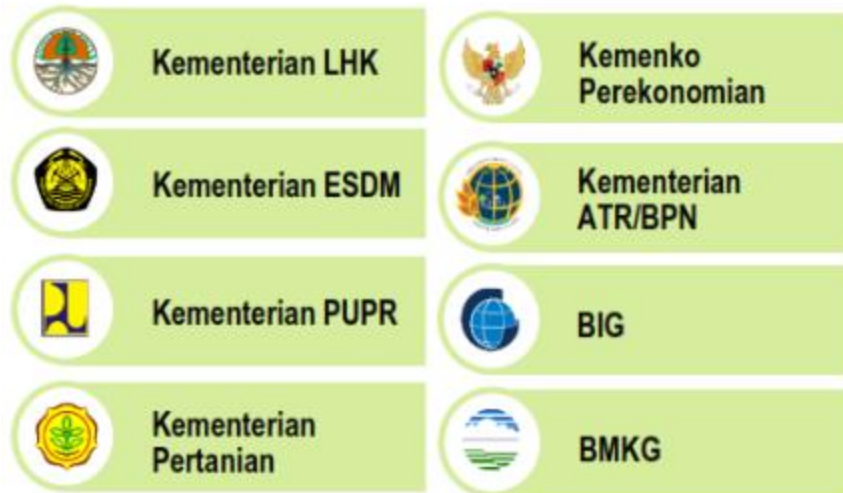 Kementerian LHK
Kementerian ESDM
Kementerian PUPR
Kementerian
Pertanian
Kemenko
Perekonomian
Kementerian
ATR/BPN
BIG
BMKG